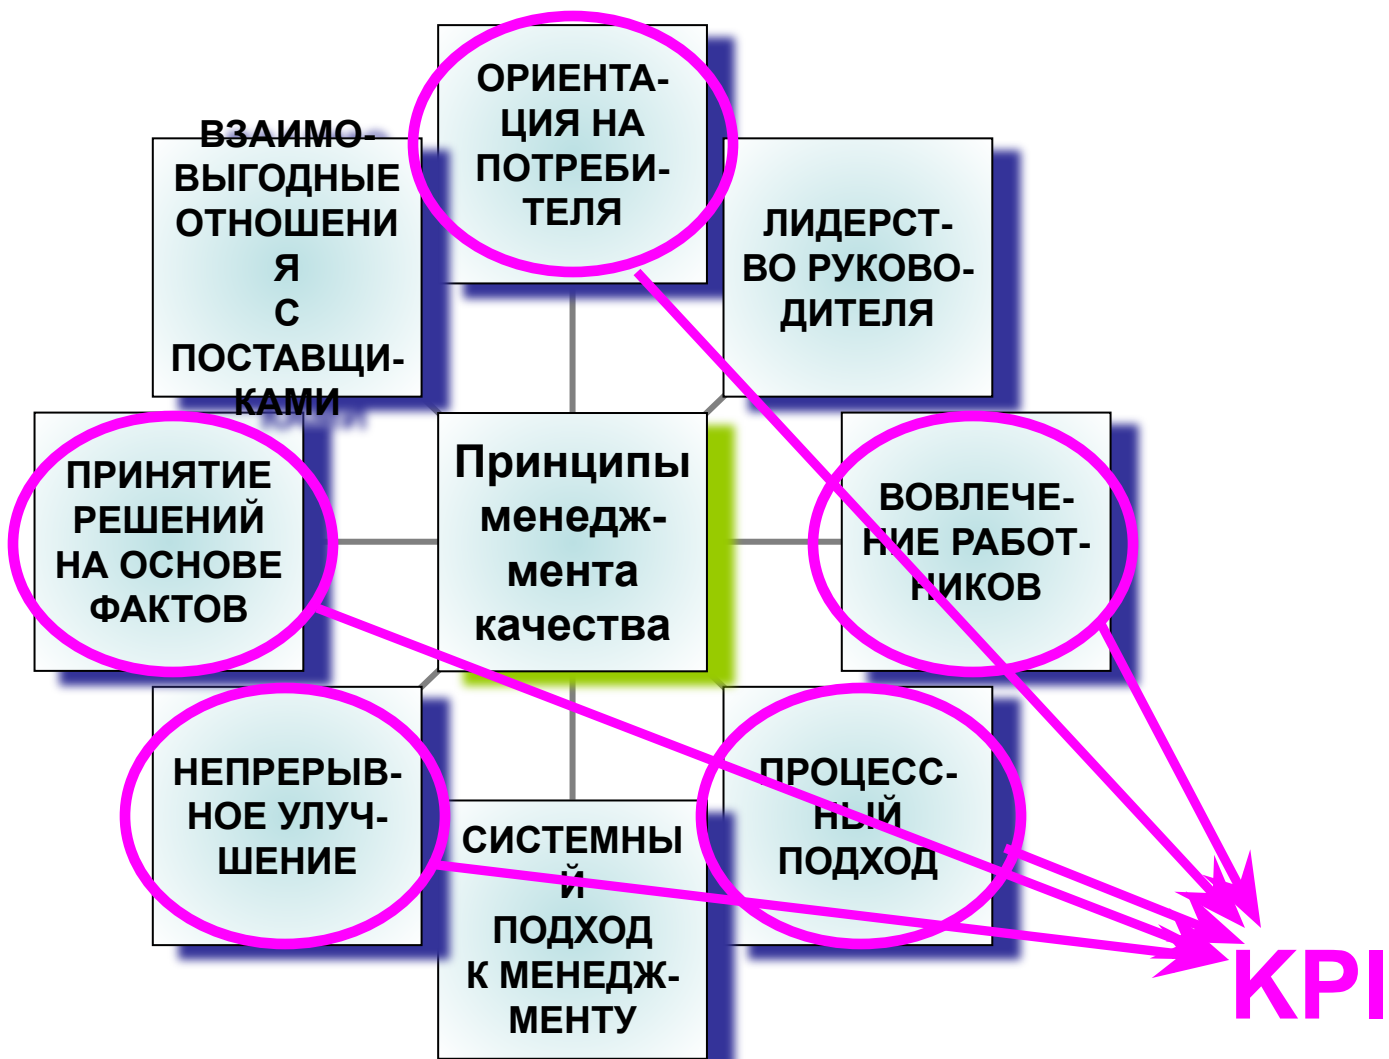 ОРИЕНТА-
ЦИЯ НА
ПОТРЕБИ-
ТЕЛЯ
ВЗАИМО-
ВЫГОДНЫЕ
ОТНОШЕНИ
Я
С
ПОСТАВЩИ-
КАМИ
ЛИДЕРСТ-
ВО РУКОВО-
ДИТЕЛЯ
ПРИНЯТИЕ
РЕШЕНИЙ
НА ОСНОВЕ
ФАКТОВ
Принципы
менедж-
мента
качества
ВОВЛЕЧЕ-
НИЕ РАБОТ-
НИКОВ
НЕПРЕРЫВ-
НОЕ УЛУЧ-
ШЕНИЕ
СИСТЕМНЫ
Й
ПОДХОД
К МЕНЕДЖ-
МЕНТУ
ПРОЦЕСС-
НЫЙ
ПОДХОД
KPI